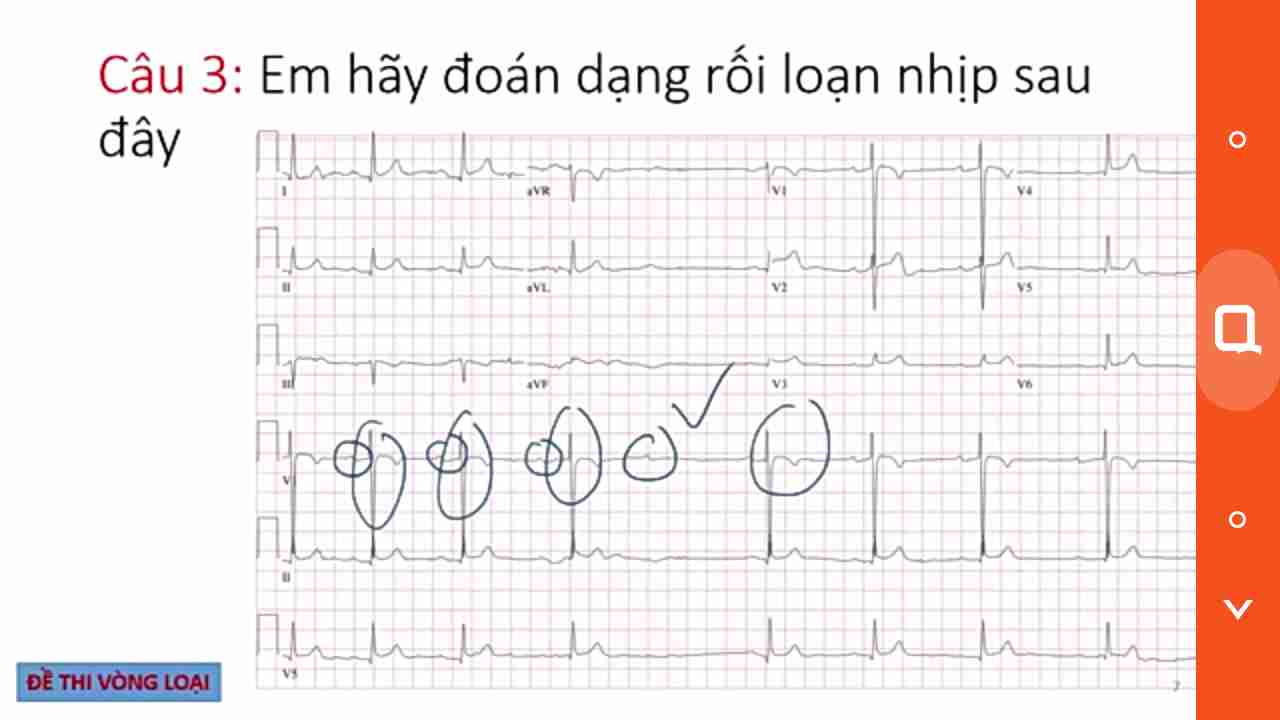 Câu 3: Em hãy đoán dạng rối loạn nhịp sau
đây
I aVR V1 V4
II aVL V2 V5
III aVF V3 V6
V
II
V5
ĐỀ THI VÒNG LOẠI
7